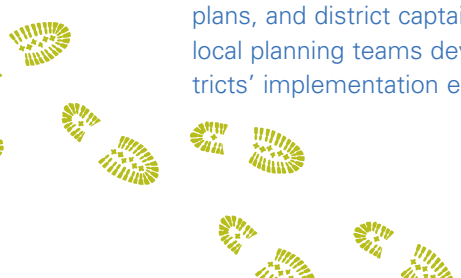 plans, and district captai
local planning teams dev
tricts’ implementation e